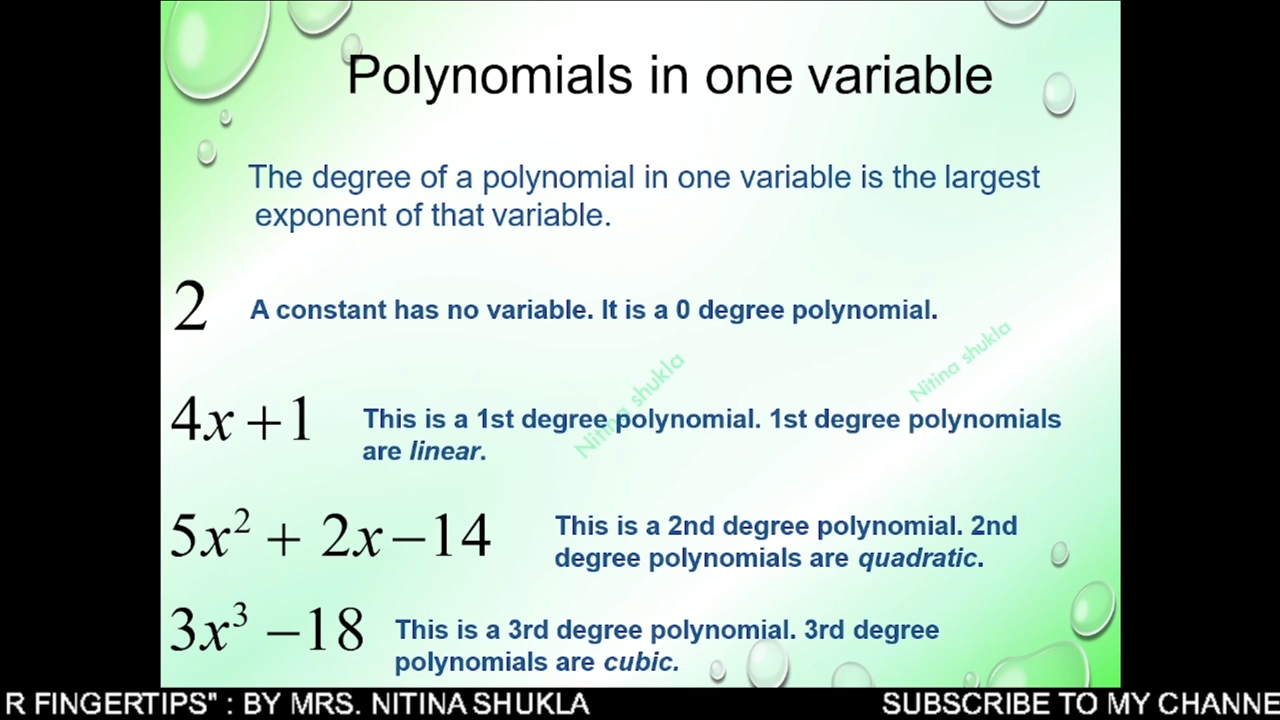 Polynomials in one variable
The degree of a polynomial in one variable is the largest
exponent of that variable.
2 A constant has no variable. It is a 0 degree polynomial.
Nitina shukla
Nitina shukla
4x + 1 This is a 1st degree polynomial. 1st degree polynomials
are linear.
5x² + 2x − 14 This is a 2nd degree polynomial. 2nd
degree polynomials are quadratic.
3x³ − 18 This is a 3rd degree polynomial. 3rd degree
polynomials are cubic.
R FINGERTIPS" : BY MRS. NITINA SHUKLA SUBSCRIBE TO MY CHANNE